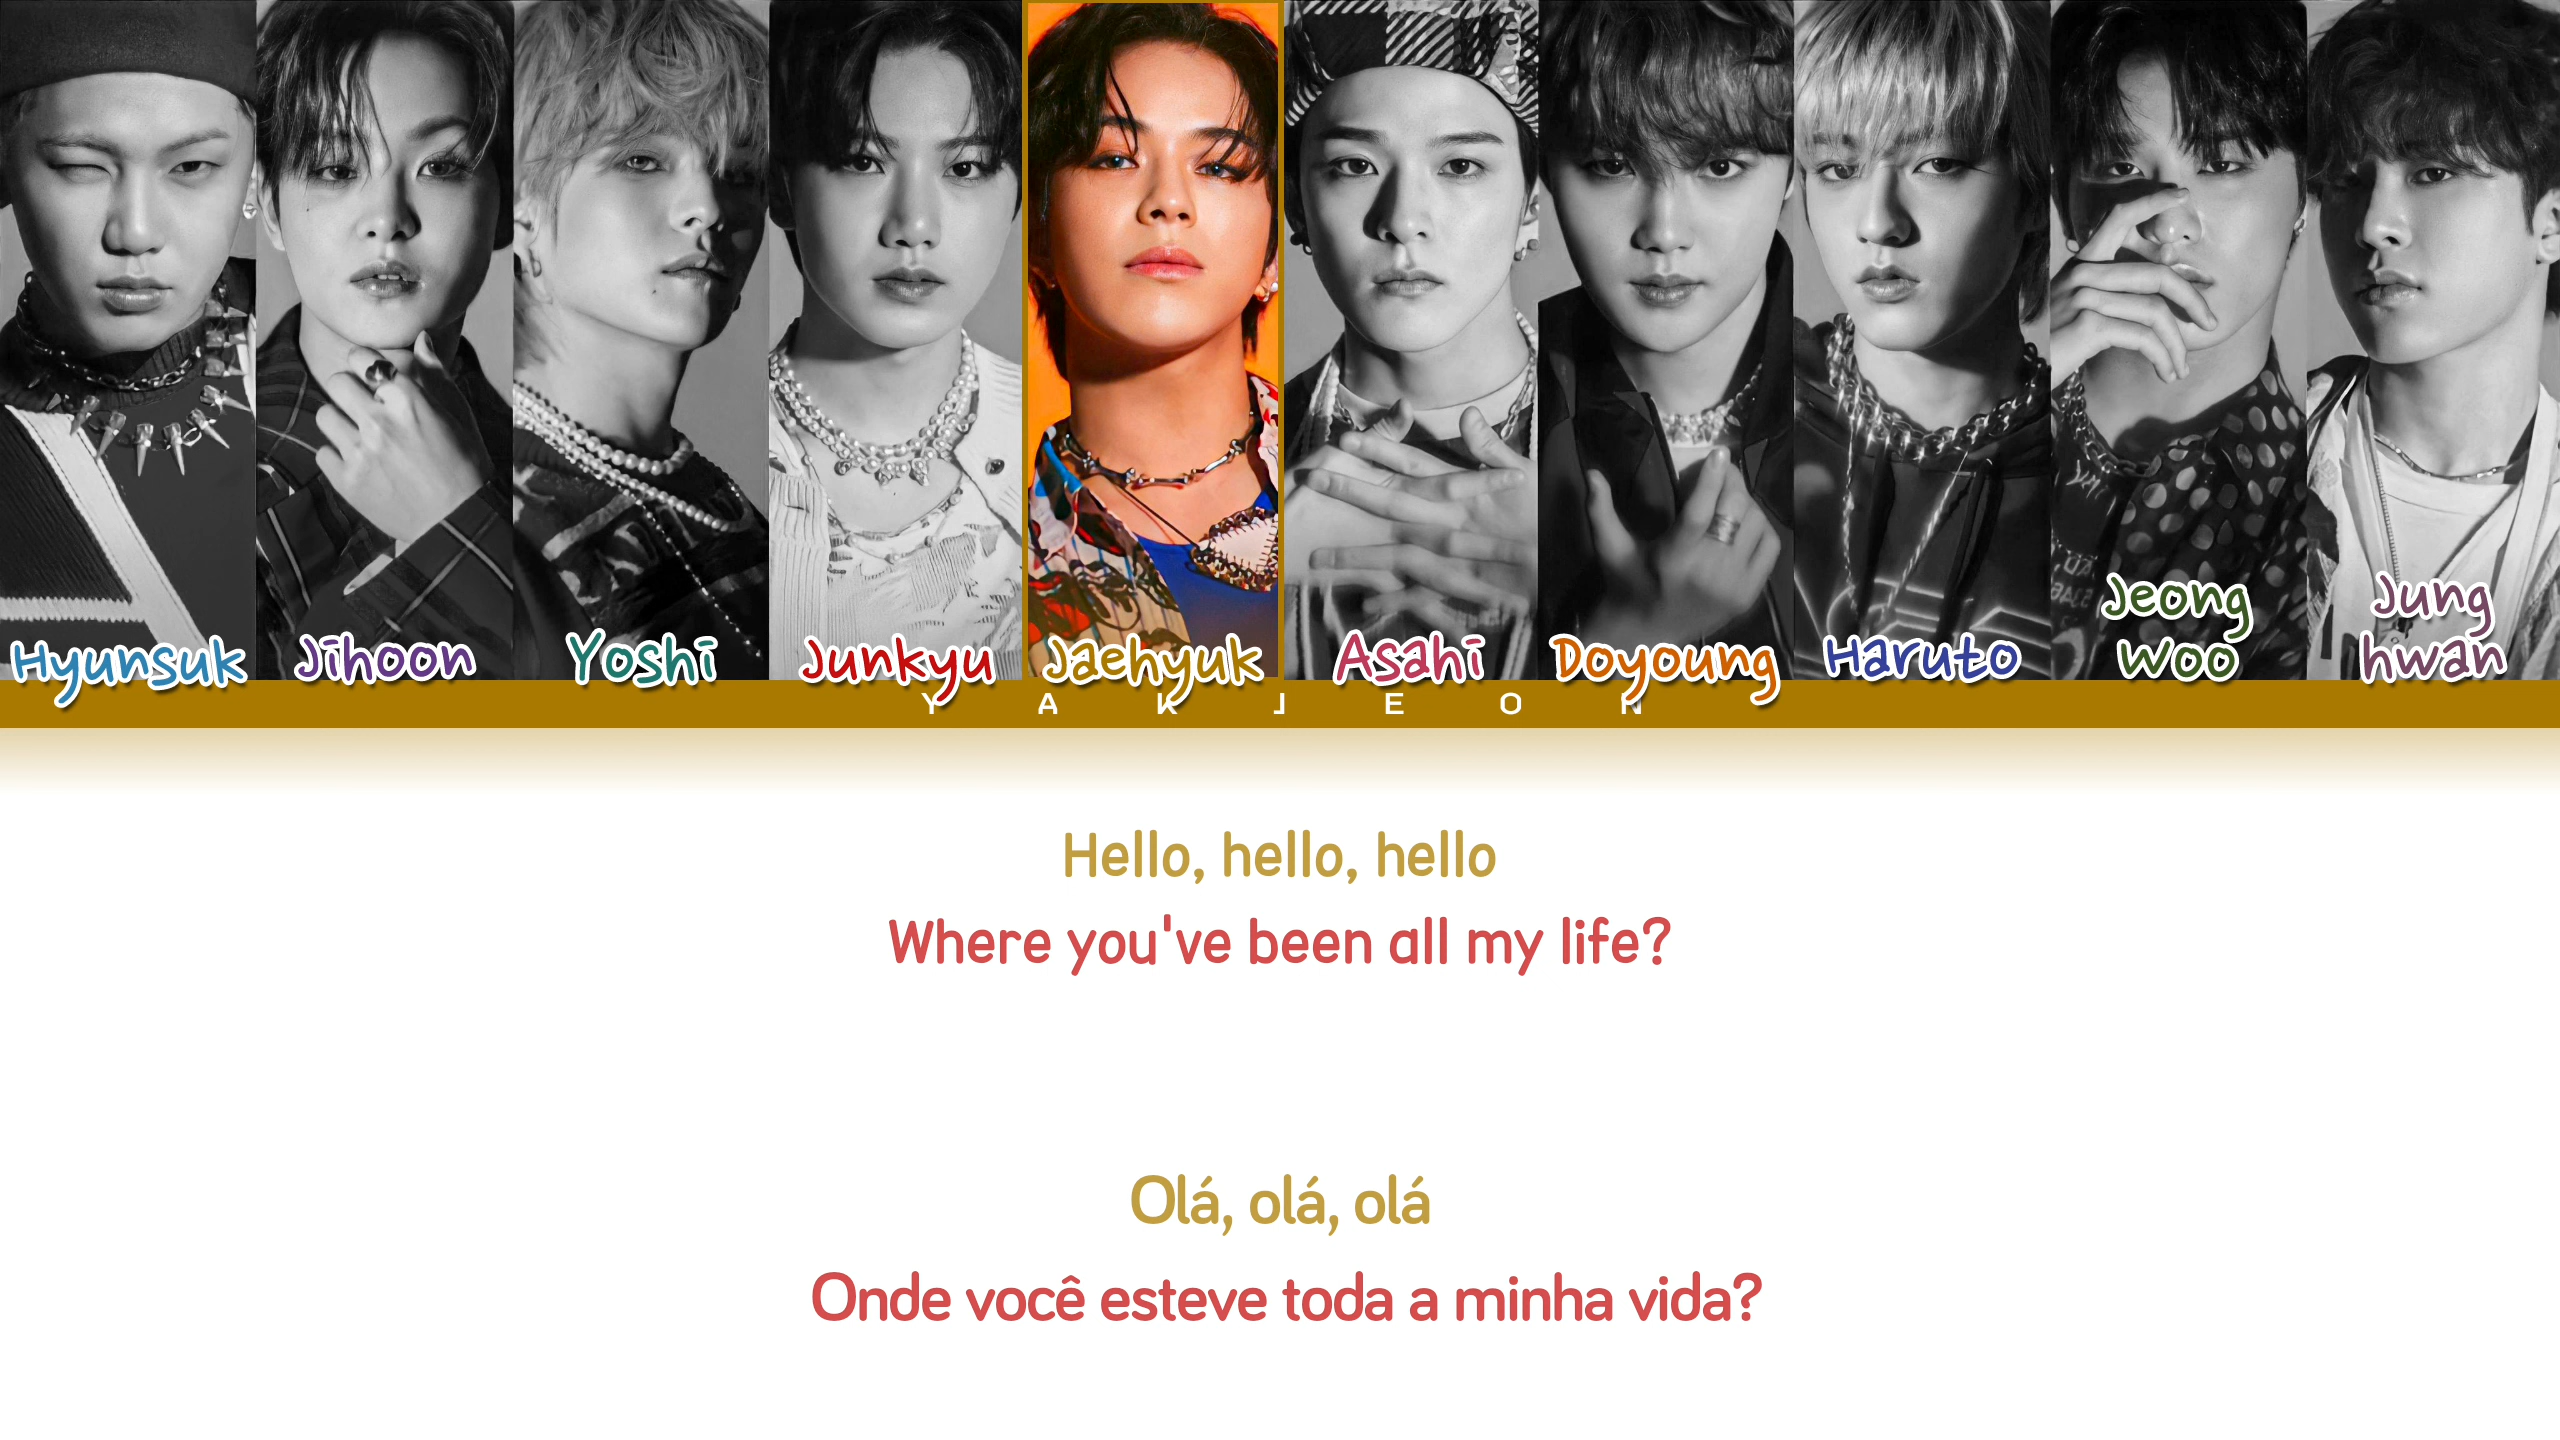 Hyunsuk
Jihoon
Yoshi
Junkyu
Jaehyuk
Asahi
Doyoung
Haruto
Jeong
Woo
Jung
hwan
YAKJEON
Hello, hello, hello
Where you've been all my life?
Olá, olá, olá
Onde você esteve toda a minha vida?